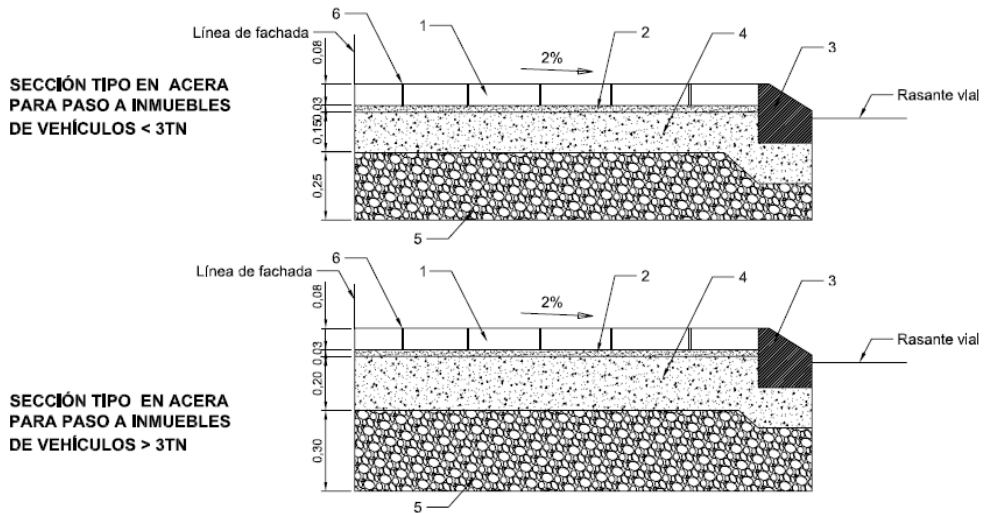 6
1
2
4
3
Línea de fachada
0,08
2%
SECCIÓN TIPO EN ACERA
PARA PASO A INMUEBLES
DE VEHÍCULOS < 3TN
0,03
0,15
0,25
Rasante vial
5
6
1
2
4
3
Línea de fachada
0,08
2%
0,03
0,20
0,30
Rasante vial
SECCIÓN TIPO EN ACERA
PARA PASO A INMUEBLES
DE VEHÍCULOS > 3TN
5